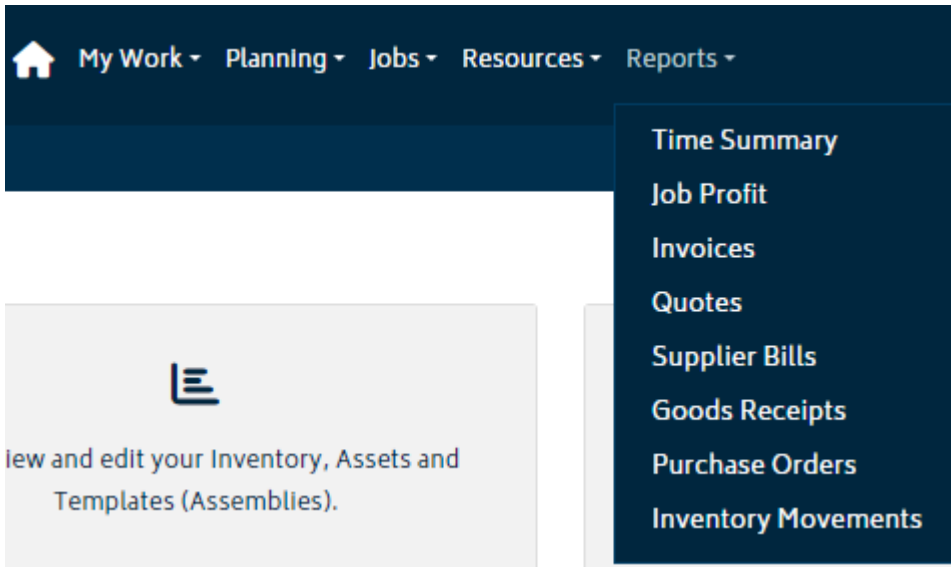 My Work Planning Jobs Resources Reports
Time Summary
Job Profit
Invoices
Quotes
Supplier Bills
Goods Receipts
Purchase Orders
Inventory Movements
iew and edit your Inventory, Assets and
Templates (Assemblies).